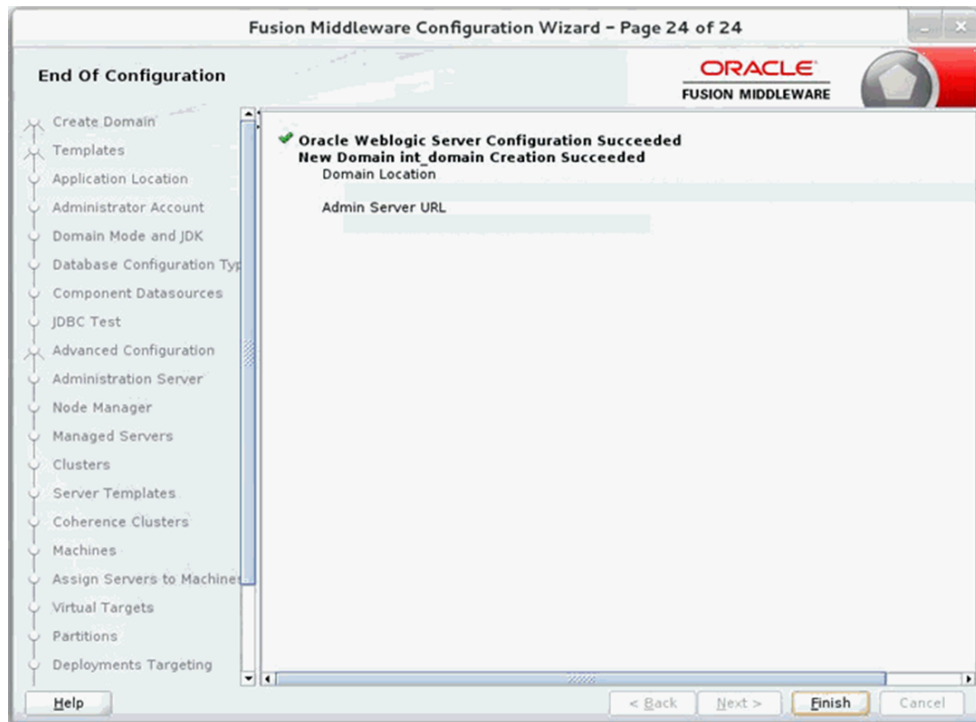 Fusion Middleware Configuration Wizard – Page 24 of 24
End Of Configuration
ORACLE
FUSION MIDDLEWARE
Create Domain
Templates
Application Location
Administrator Account
Domain Mode and JDK
Database Configuration Typ
Component Datasources
JDBC Test
Advanced Configuration
Administration Server
Node Manager
Managed Servers
Clusters
Server Templates
Coherence Clusters
Machines
Assign Servers to Machines
Virtual Targets
Partitions
Deployments Targeting
Oracle Weblogic Server Configuration Succeeded
New Domain int_domain Creation Succeeded
Domain Location
Admin Server URL
Help
< Back
Next >
Finish
Cancel